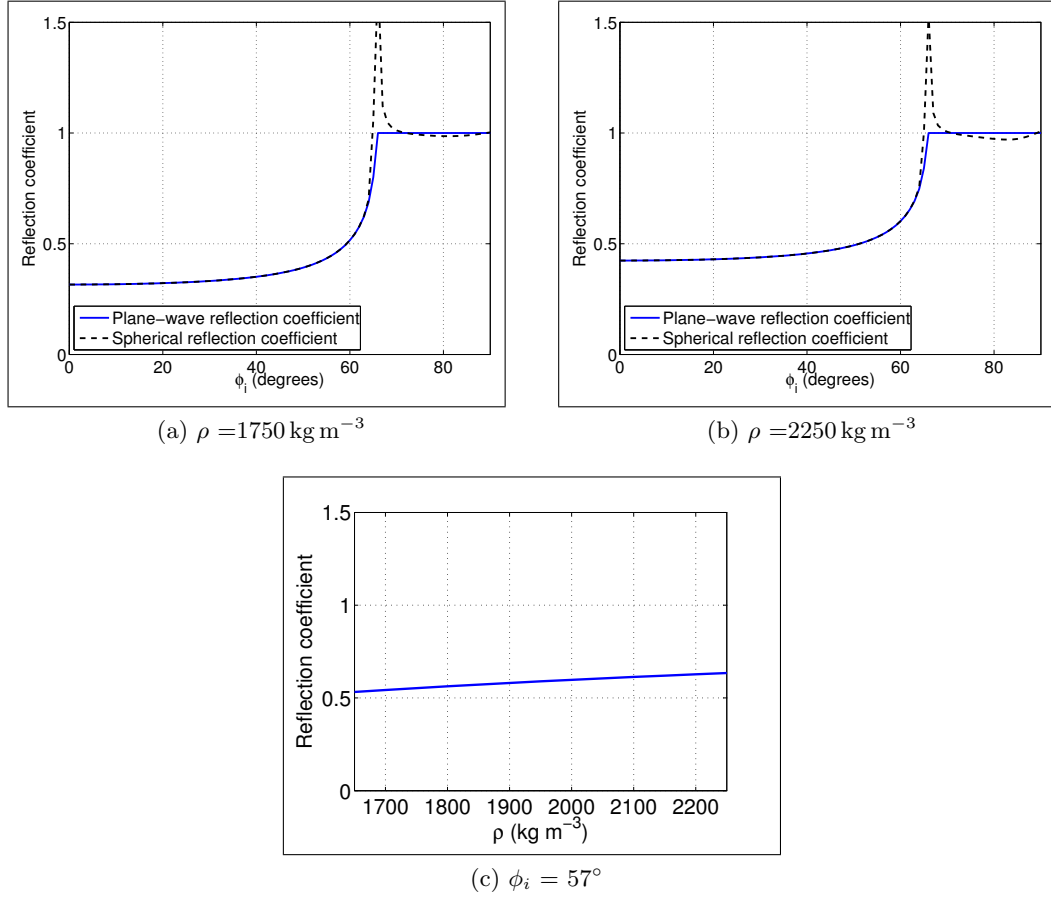 1.5
1
0.5
0
Reflection coefficient
Plane−wave reflection coefficient
Spherical reflection coefficient
0 20 40 60 80
ϕi (degrees)
(a) ρ =1750 kg m−3
1.5
1
0.5
0
Reflection coefficient
Plane−wave reflection coefficient
Spherical reflection coefficient
0 20 40 60 80
ϕi (degrees)
(b) ρ =2250 kg m−3
1.5
1
0.5
0
Reflection coefficient
1700 1800 1900 2000 2100 2200
ρ (kg m−3)
(c) ϕi = 57°